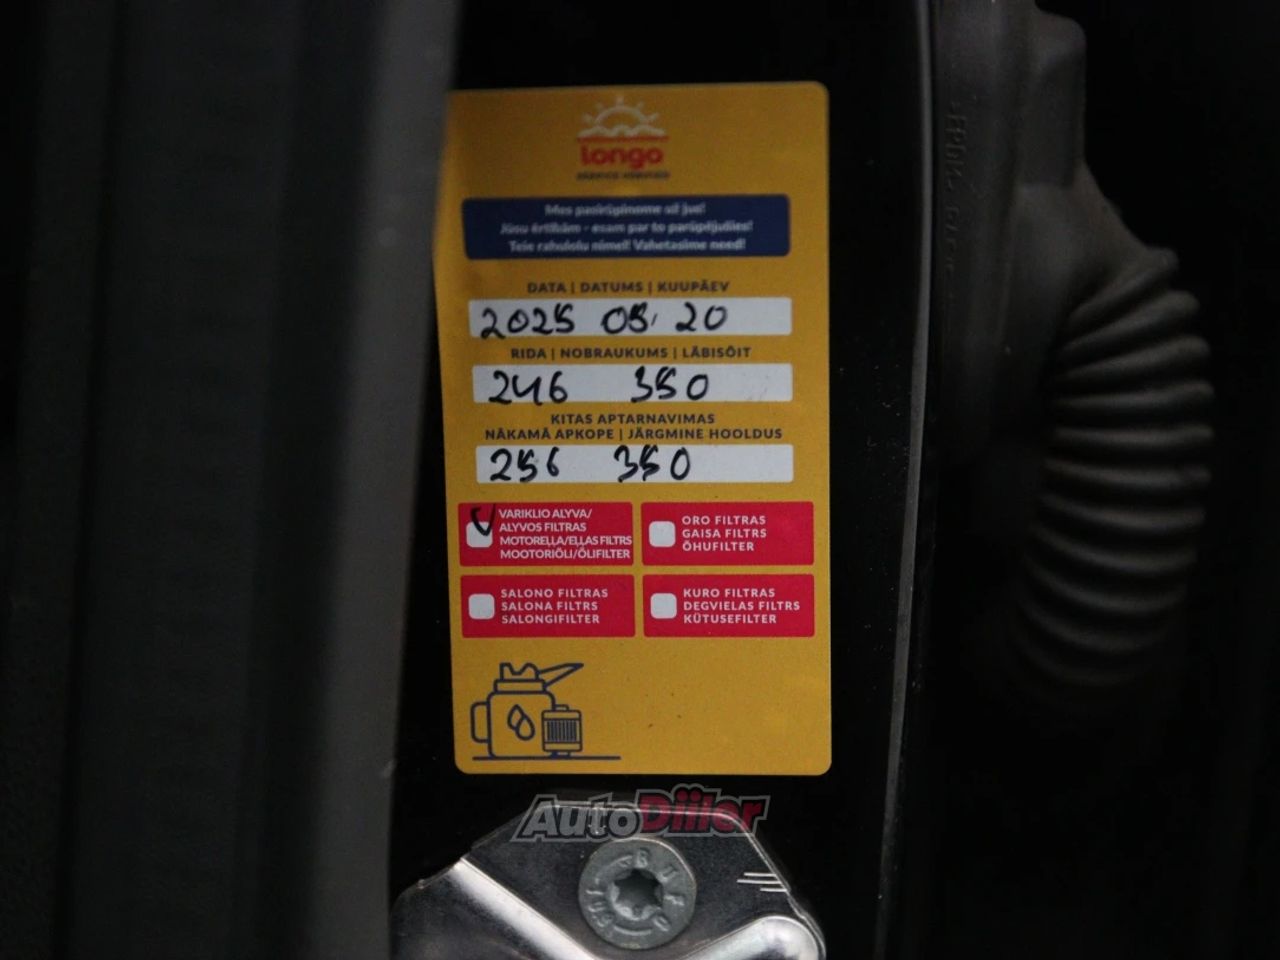 longo
Mes pasirūpinome už jus!
Jūsu ērtībām - esam par to parūpējušies!
Teie rahulolu nimel! Vahetasime need!
DATA | DATUMS | KUUPÄEV
2025 05. 20
RIDA | NOBRAUKUMS | LÄBISÕIT
246 350
KITAS APTARNAVIMAS
NĀKAMĀ APKOPE | JÄRGMINE HOOLDUS
256 350
VARIKLIO ALYVA/
ALYVOS FILTRAS
MOTOREĻĻA/EĻĻAS FILTRS
MOOTORIÕLI/ÕLIFILTER
ORO FILTRAS
GAISA FILTRS
ÕHUFILTER
SALONO FILTRAS
SALONA FILTRS
SALONGIFILTER
KURO FILTRAS
DEGVIELAS FILTRS
KÜTUSEFILTER
AutoDiiler